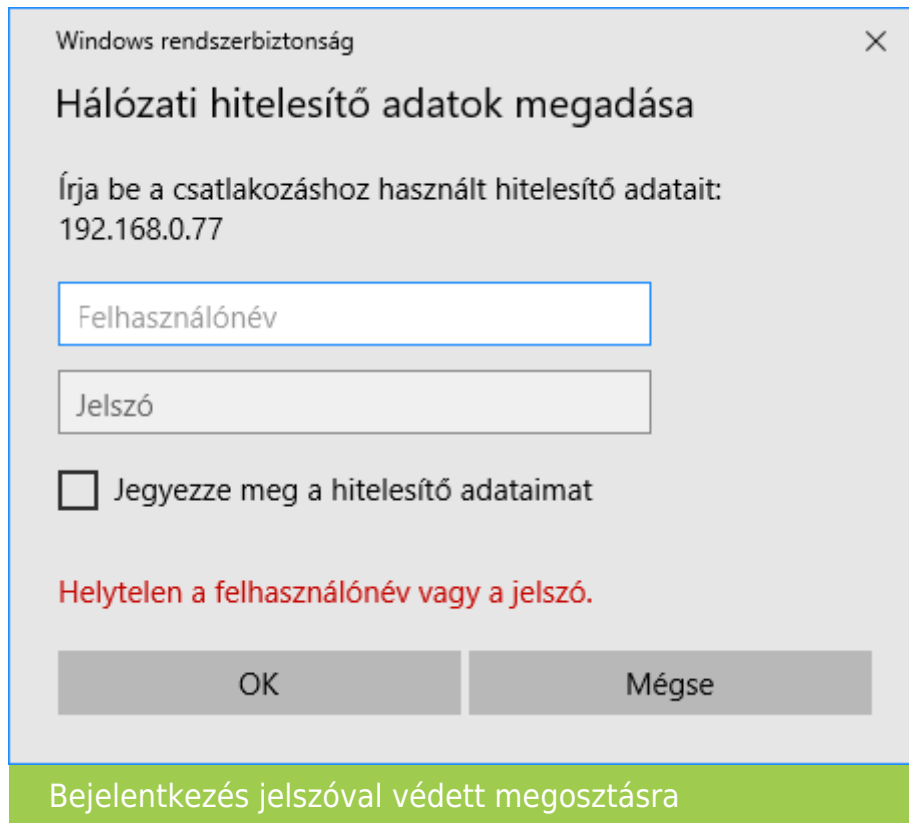 Windows rendszerbiztonság
Hálózati hitelesítő adatok megadása
Írja be a csatlakozáshoz használt hitelesítő adatait:
192.168.0.77
Felhasználónév
Jelszó
Jegyezze meg a hitelesítő adataimat
Helytelen a felhasználónév vagy a jelszó.
OK
Mégse
Bejelentkezés jelszóval védett megosztásra